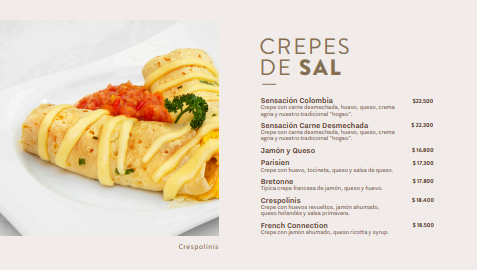 CREPES
DE SAL
Sensación Colombia $22.500
Crepe con carne desmechada, huevo, queso, crema
agria y nuestro tradicional "hogao".
Sensación Carne Desmechada $ 22.300
Crepe con carne desmechada, huevo, queso, crema
agria y nuestro tradicional "hogao".
Jamón y Queso $ 16.800
Parisien $ 17.300
Crepe con huevo, tocineta, queso y salsa de queso.
Bretonne $ 17.800
Típica crepe francesa de jamón, queso y huevo.
Crespolinis $ 18.400
Crepe con huevos revueltos, jamón ahumado,
queso holandés y salsa primavera.
French Connection $ 18.500
Crepe con jamón ahumado, queso ricotta y syrup.
Crespolinis